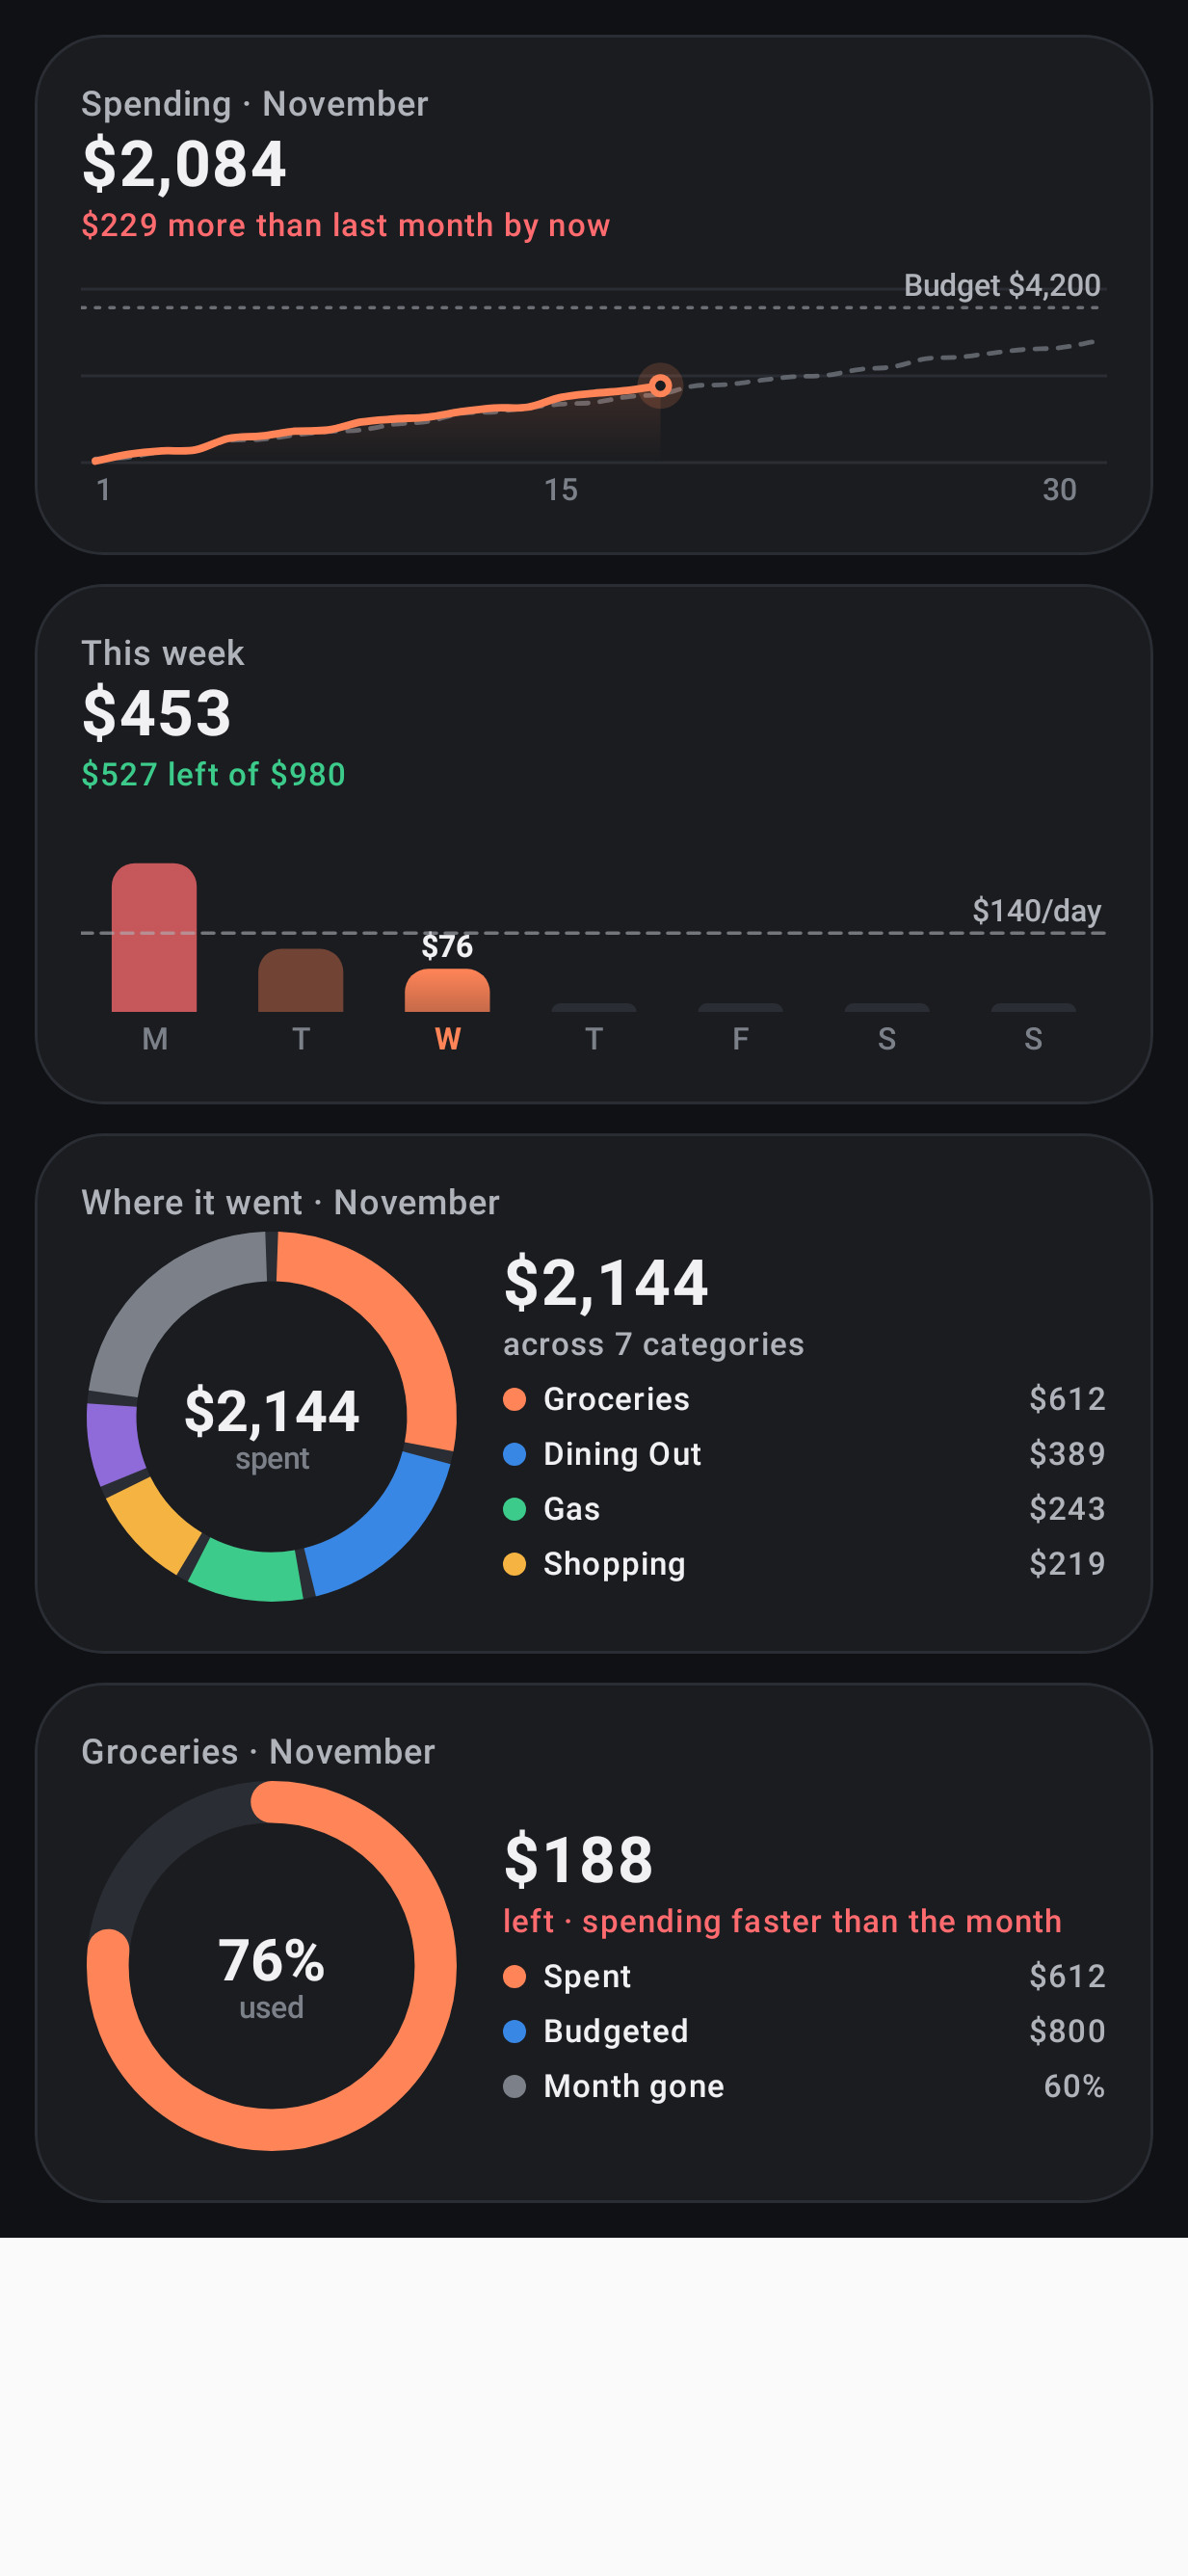 Spending · November
$2,084
$229 more than last month by now
Budget $4,200
1 15 30
This week
$453
$527 left of $980
$140/day
$76
M T W T F S S
Where it went · November
$2,144
spent
$2,144
across 7 categories
Groceries $612
Dining Out $389
Gas $243
Shopping $219
Groceries · November
76%
used
$188
left · spending faster than the month
Spent $612
Budgeted $800
Month gone 60%